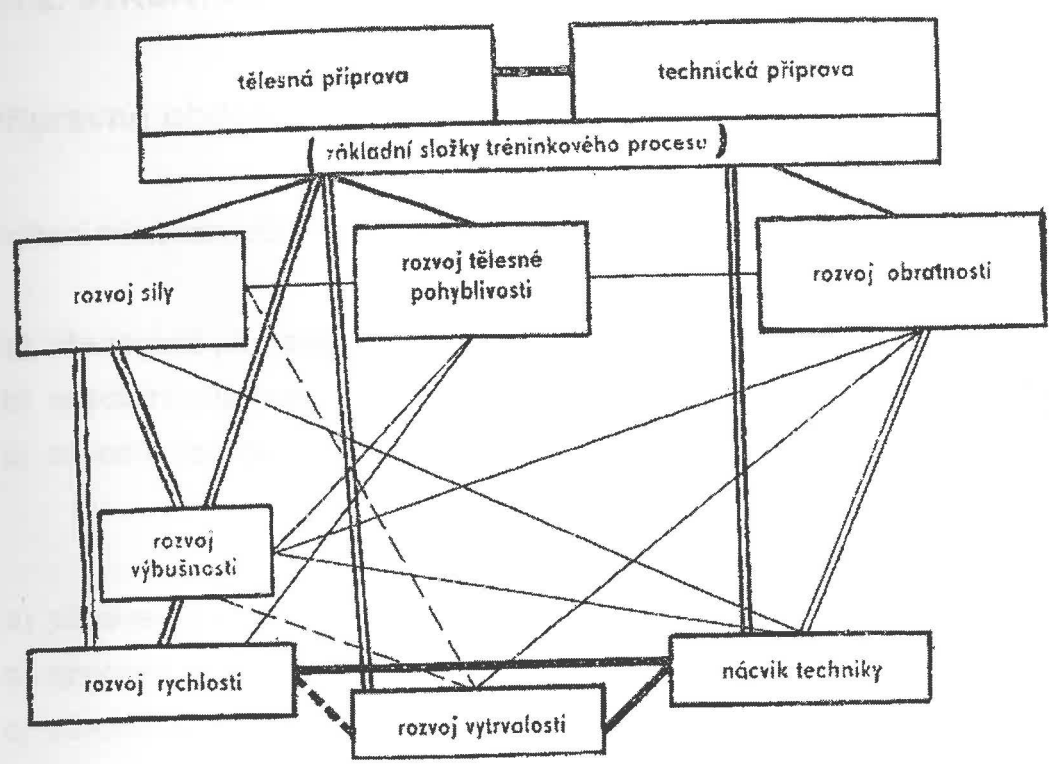 tělesná příprava
technická příprava
( základní složky tréninkového procesu )
rozvoj síly
rozvoj tělesné
pohyblivosti
rozvoj obratnosti
rozvoj
výbušnosti
rozvoj rychlosti
rozvoj vytrvalosti
nácvik techniky